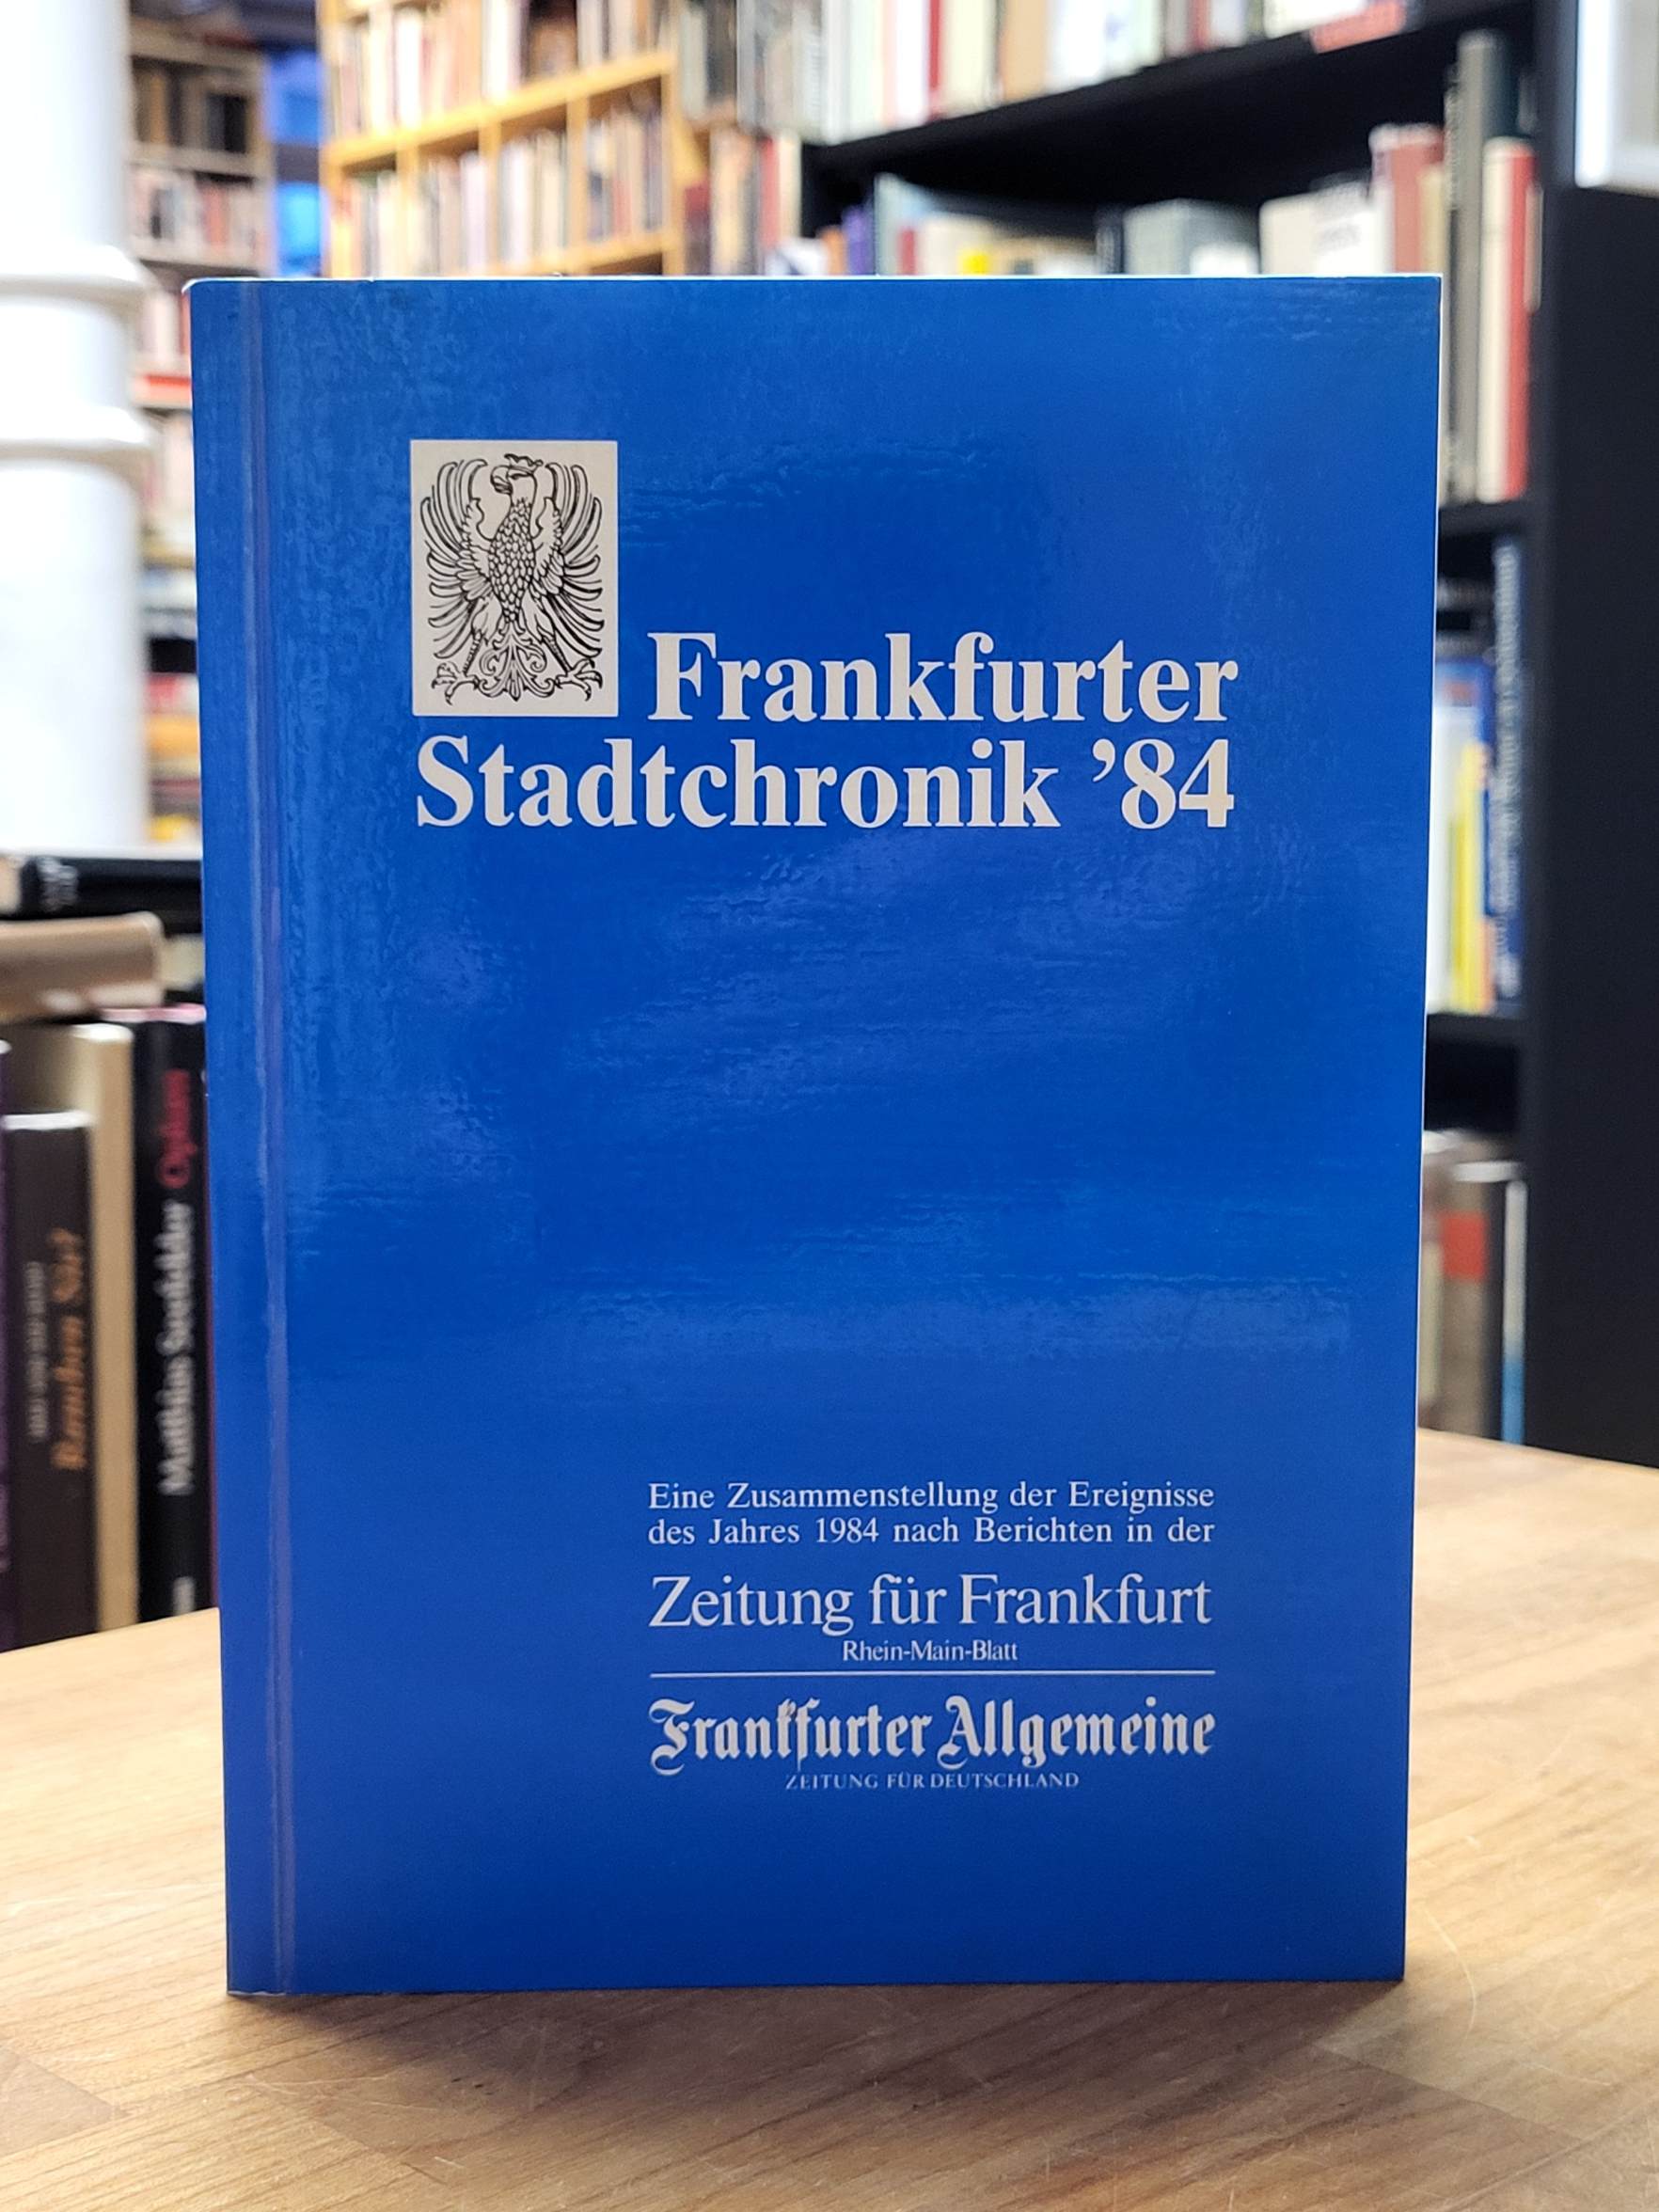 Frankfurter
Stadtchronik ’84
Eine Zusammenstellung der Ereignisse
des Jahres 1984 nach Berichten in der
Zeitung für Frankfurt
Rhein-Main-Blatt
Frankfurter Allgemeine
ZEITUNG FÜR DEUTSCHLAND